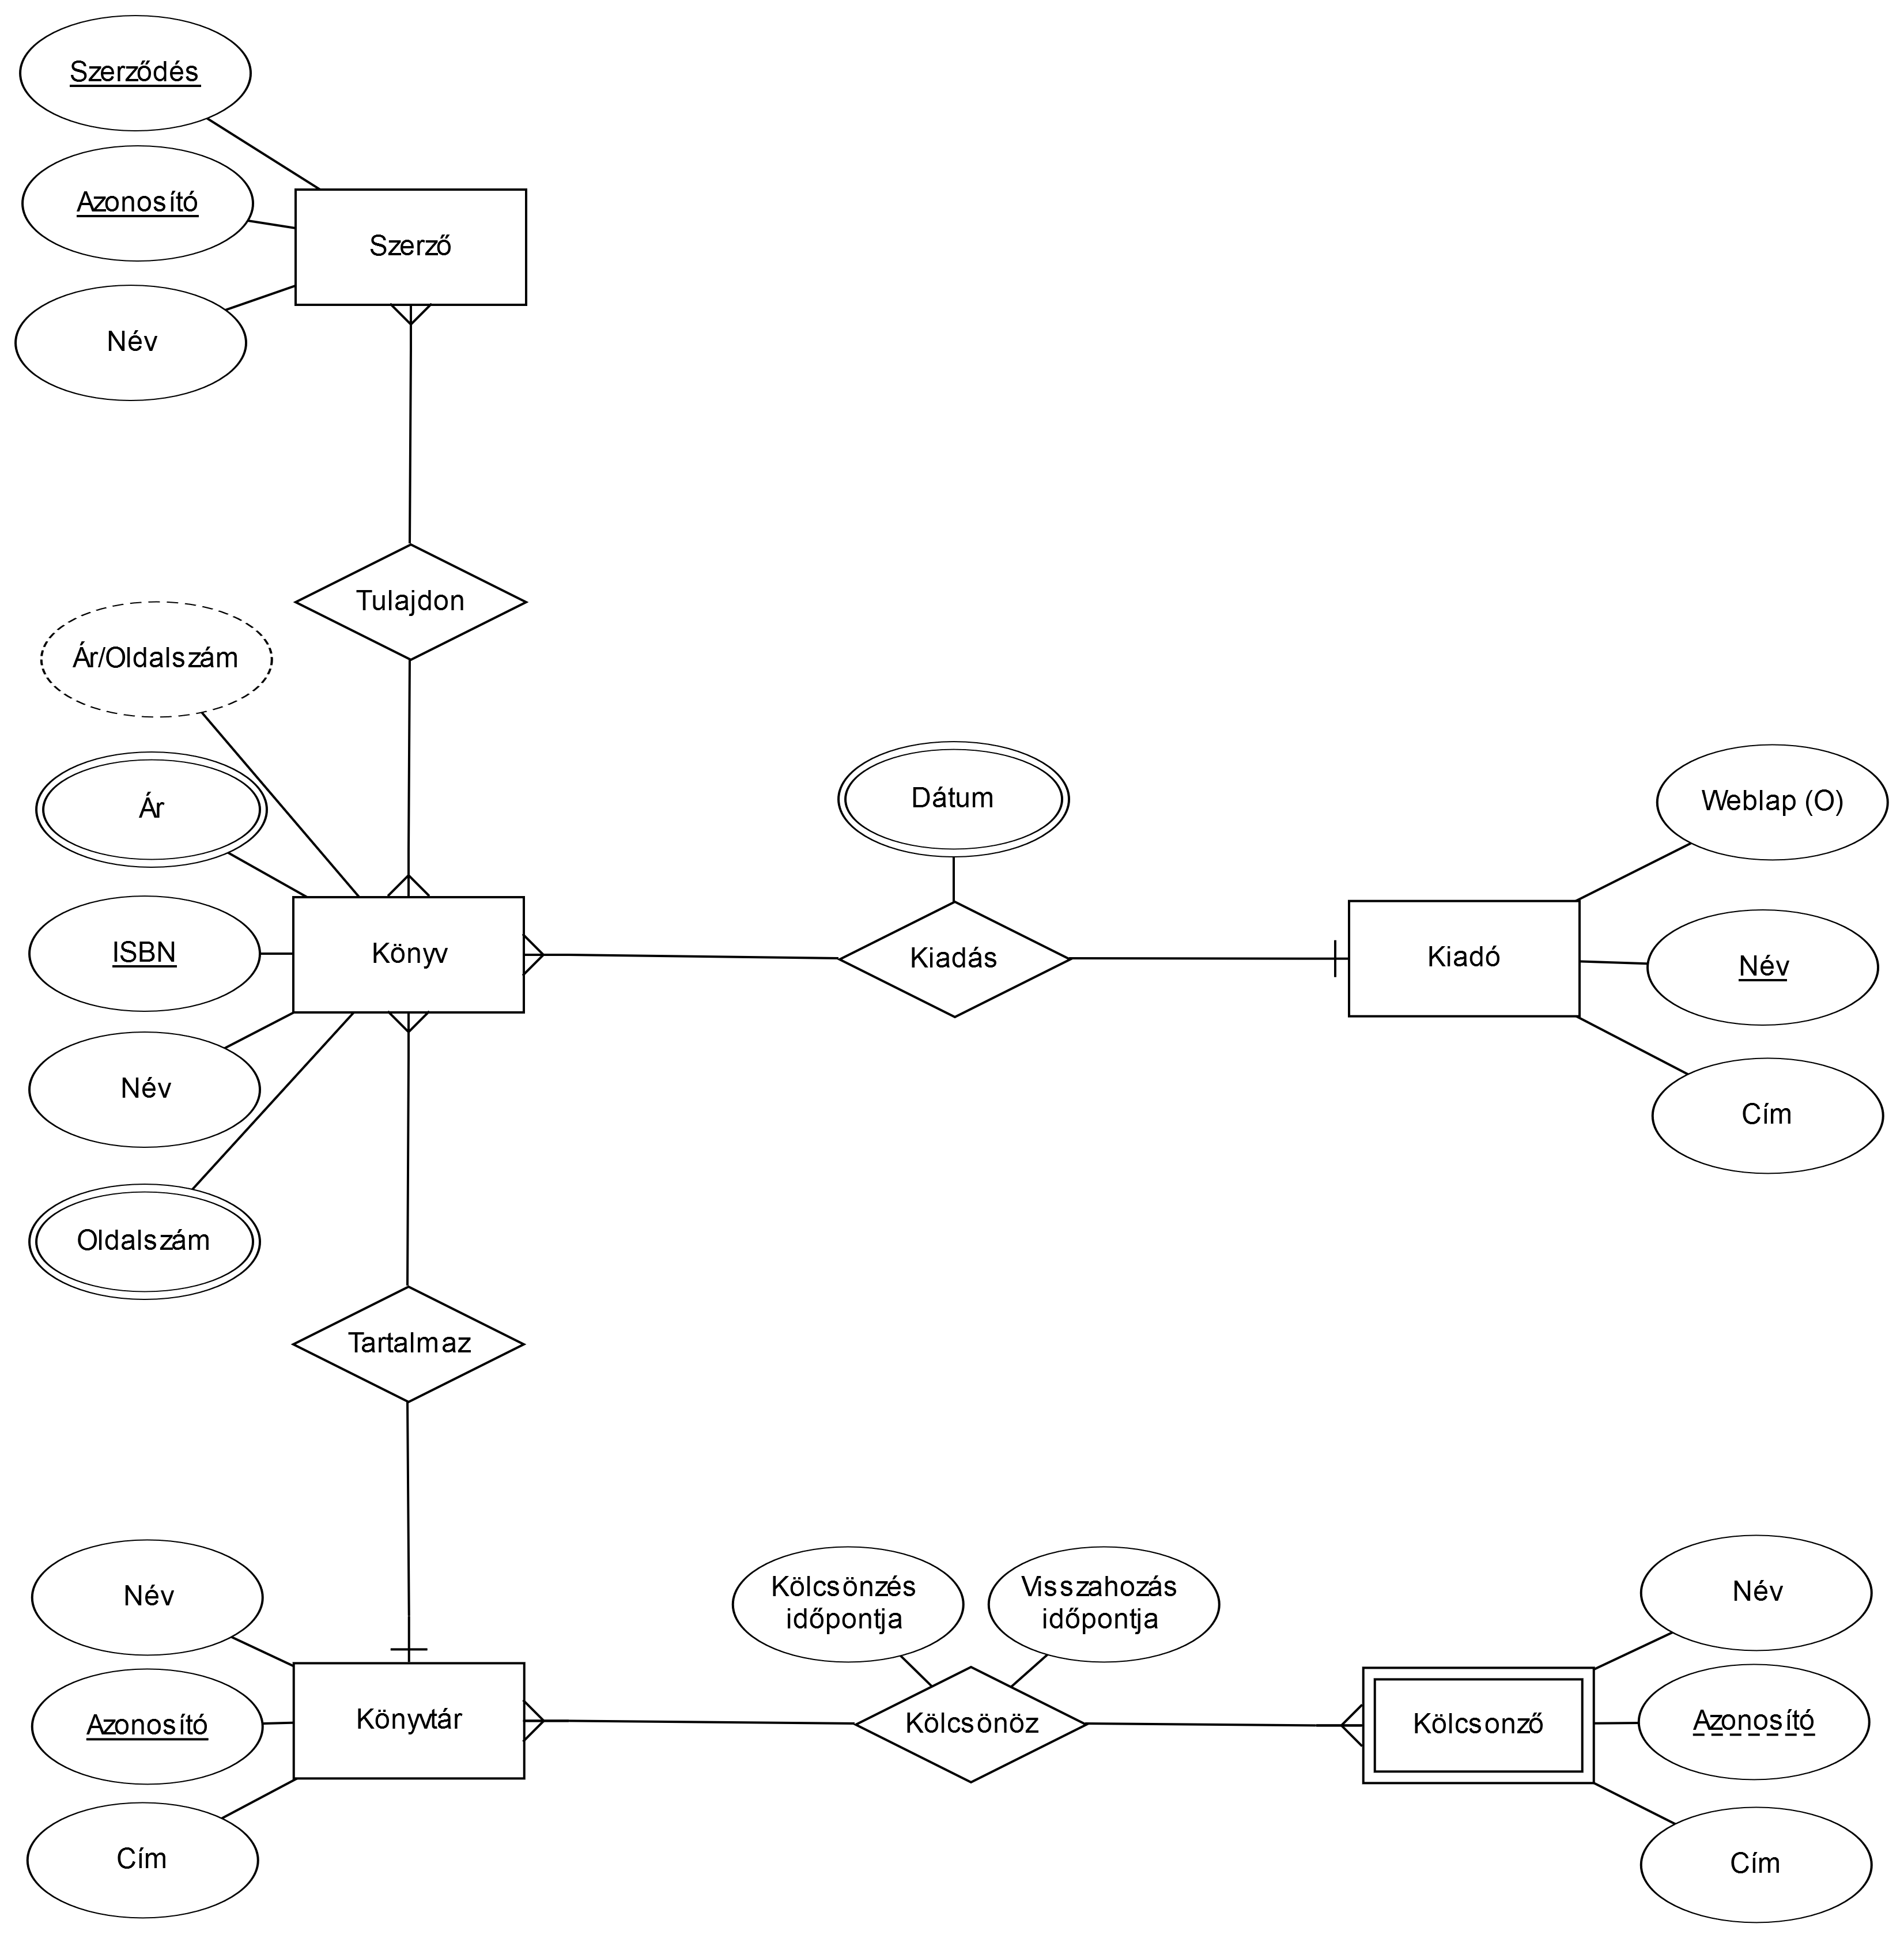 Szerződés
Azonosító
Szerző
Név
Tulajdon
Ár/Oldalszám
Ár
Dátum
Weblap (O)
ISBN
Könyv
Kiadás
Kiadó
Név
Név
Cím
Oldalszám
Tartalmaz
Név
Kölcsönzés
időpontja
Visszahozás
időpontja
Név
Azonosító
Könyvtár
Kölcsönöz
Kölcsonző
Azonosító
Cím
Cím